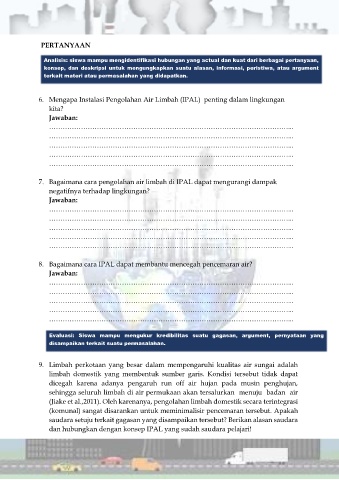 PERTANYAAN
Analisis: siswa mampu mengidentifikasi hubungan yang actual dan kuat dari berbagai pertanyaan,
konsep, dan deskripsi untuk mengungkapkan suatu alasan, informasi, peristiwa, atau argument
terkait materi atau permasalahan yang didapatkan.
6. Mengapa Instalasi Pengolahan Air Limbah (IPAL) penting dalam lingkungan
kita?
Jawaban:
7. Bagaimana cara pengolahan air limbah di IPAL dapat mengurangi dampak
negatifnya terhadap lingkungan?
Jawaban:
8. Bagaimana cara IPAL dapat membantu mencegah pencemaran air?
Jawaban:
Evaluasi: Siswa mampu mengukur kredibilitas suatu gagasan, argument, pernyataan yang
disampaikan terkait suatu permasalahan.
9. Limbah perkotaan yang besar dalam mempengaruhi kualitas air sungai adalah
limbah domestik yang membentuk sumber garis. Kondisi tersebut tidak dapat
dicegah karena adanya pengaruh run off air hujan pada musin penghujan,
sehingga seluruh limbah di air permukaan akan tersalurkan menuju badan air
(Jiake et al.,2011). Oleh karenanya, pengolahan limbah domestik secara terintegrasi
(komunal) sangat disarankan untuk meminimalisir pencemaran tersebut. Apakah
saudara setuju terkait gagasan yang disampaikan tersebut? Berikan alasan saudara
dan hubungkan dengan konsep IPAL yang sudah saudara pelajari!